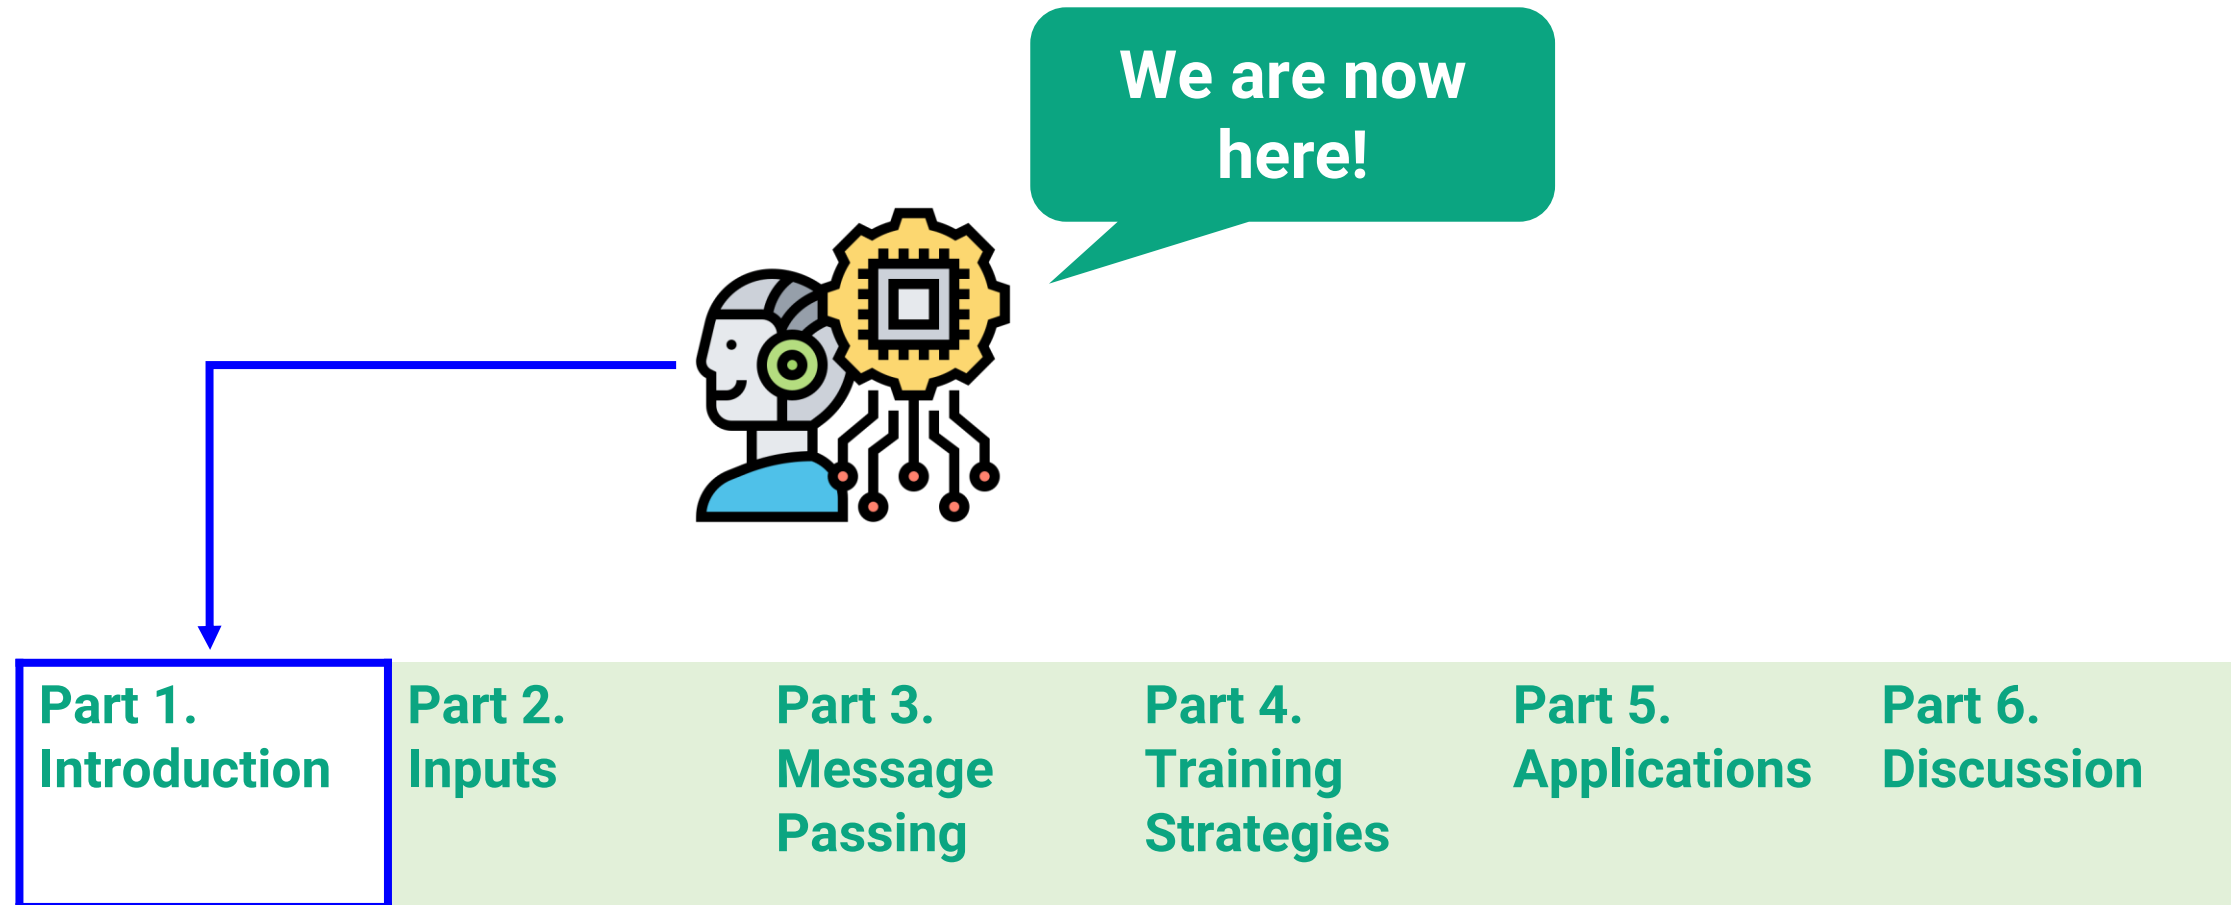 We are now
here!
Part 1.
Introduction
Part 2.
Inputs
Part 3.
Message
Passing
Part 4.
Training
Strategies
Part 5.
Applications
Part 6.
Discussion